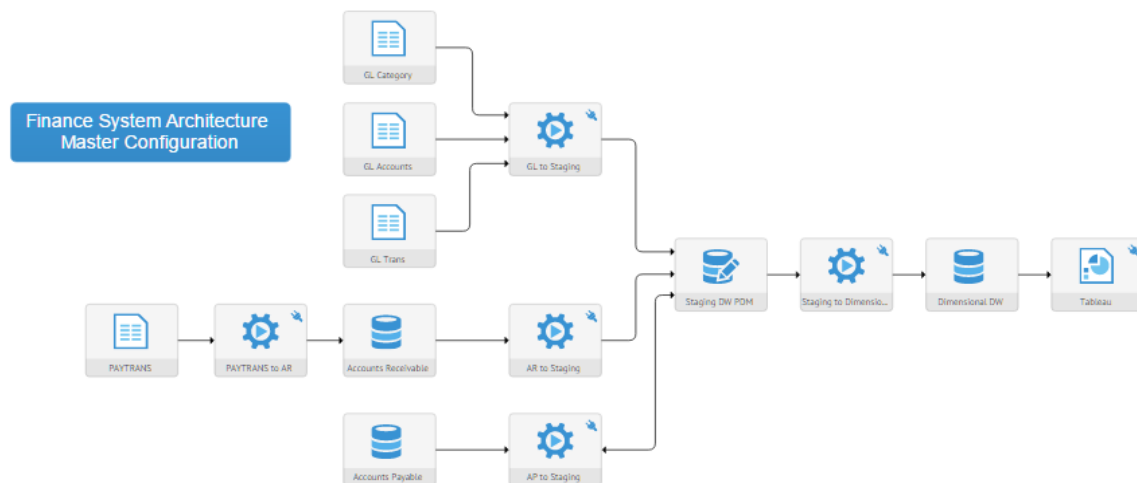 GL Category
Finance System Architecture
Master Configuration
GL Accounts
GL to Staging
GL Trans
Staging DW PDM
Staging to Dimensio...
Dimensional DW
Tableau
PAYTRANS
PAYTRANS to AR
Accounts Receivable
AR to Staging
Accounts Payable
AP to Staging